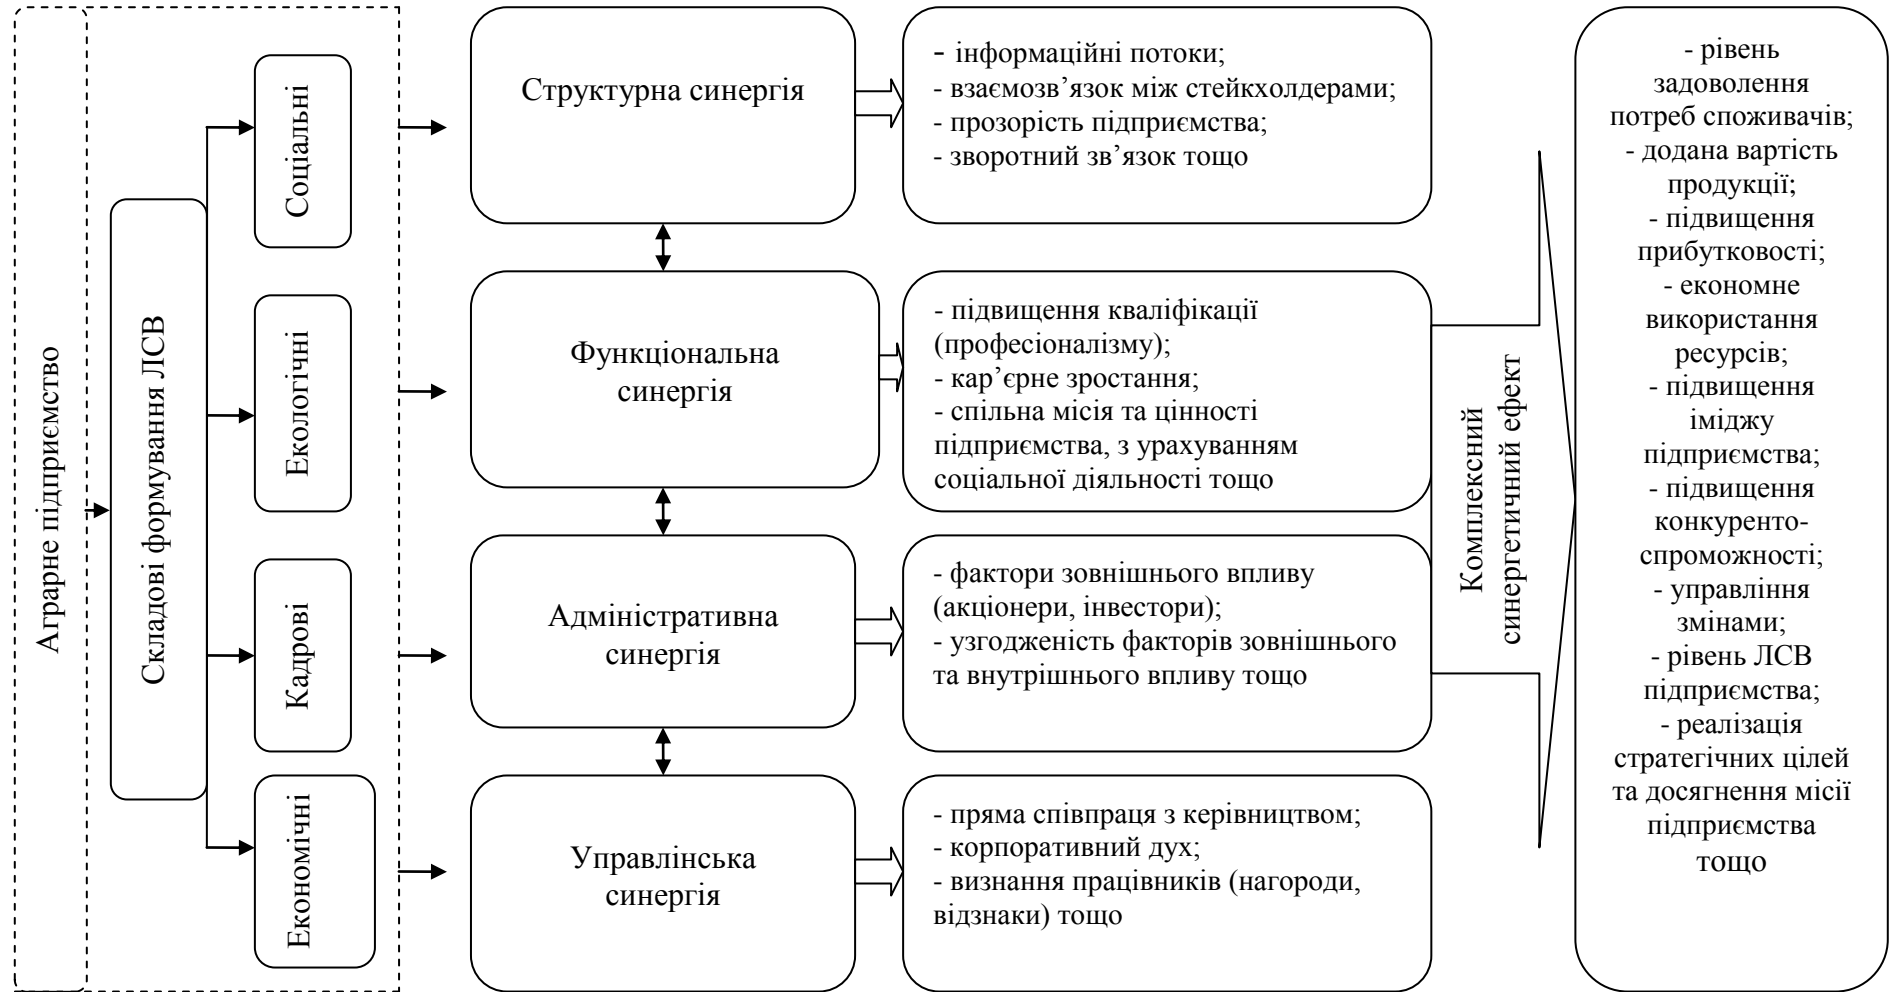 Аграрне підприємство
Складові формування ЛСВ
Соціальні
Екологічні
Кадрові
Економічні
Структурна синергія
- інформаційні потоки;
- взаємозв’язок між стейкхолдерами;
- прозорість підприємства;
- зворотний зв’язок тощо
Функціональна
синергія
- підвищення кваліфікації
(професіоналізму);
- кар’єрне зростання;
- спільна місія та цінності
підприємства, з урахуванням
соціальної діяльності тощо
Адміністративна
синергія
- фактори зовнішнього впливу
(акціонери, інвестори);
- узгодженість факторів зовнішнього
та внутрішнього впливу тощо
Управлінська
синергія
- пряма співпраця з керівництвом;
- корпоративний дух;
- визнання працівників (нагороди,
відзнаки) тощо
Комплексний
синергетичний ефект
- рівень
задоволення
потреб споживачів;
- додана вартість
продукції;
- підвищення
прибутковості;
- економне
використання
ресурсів;
- підвищення
іміджу
підприємства;
- підвищення
конкуренто-
спроможності;
- управління
змінами;
- рівень ЛСВ
підприємства;
- реалізація
стратегічних цілей
та досягнення місії
підприємства
тощо